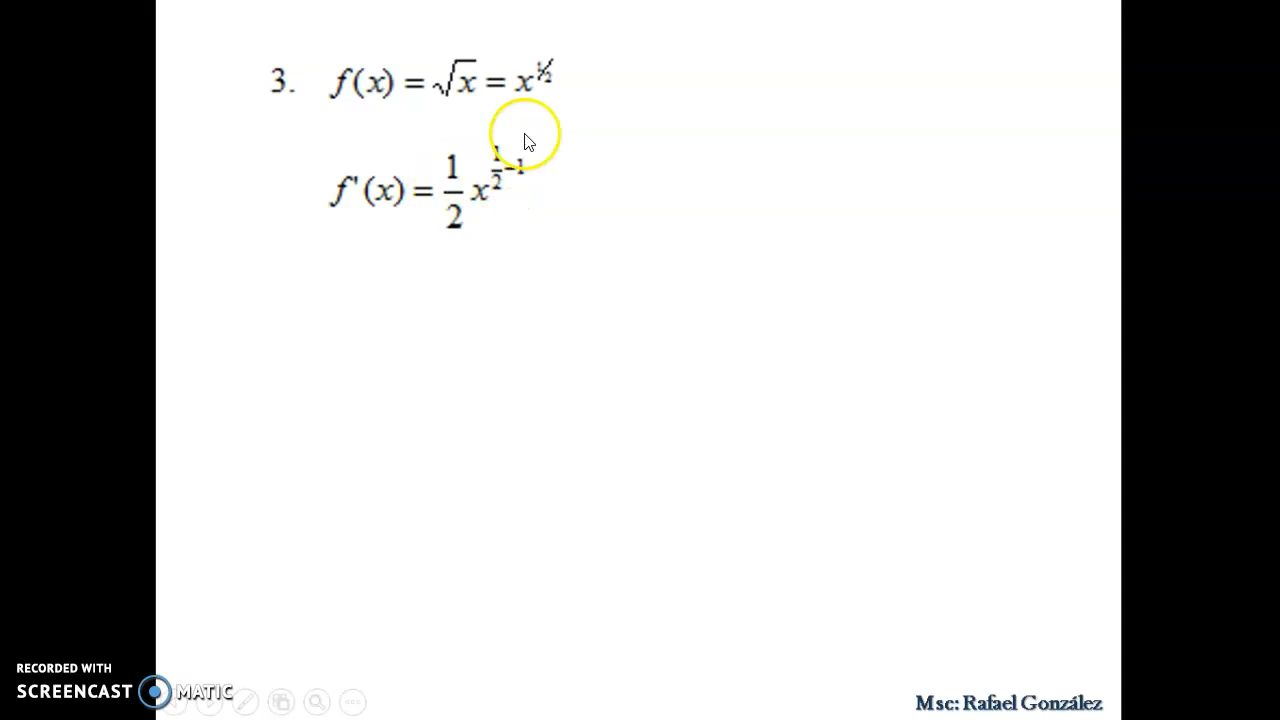 3. f(x) = √x = x^½
f'(x) = 1/2 x^(1/2 -1)
RECORDED WITH
SCREENCAST MATIC
Msc: Rafael González